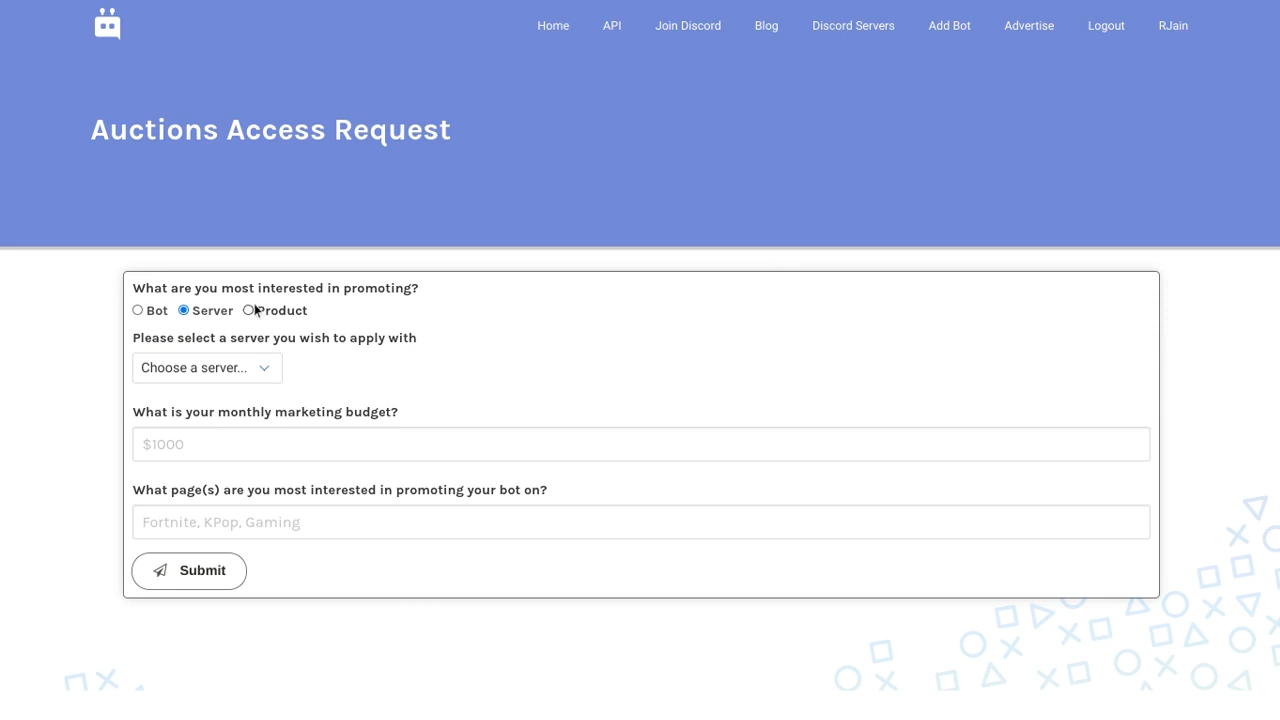 Home API Join Discord Blog Discord Servers Add Bot Advertise Logout RJain
Auctions Access Request
What are you most interested in promoting?
Bot Server Product
Please select a server you wish to apply with
Choose a server...
What is your monthly marketing budget?
$1000
What page(s) are you most interested in promoting your bot on?
Fortnite, KPop, Gaming
Submit